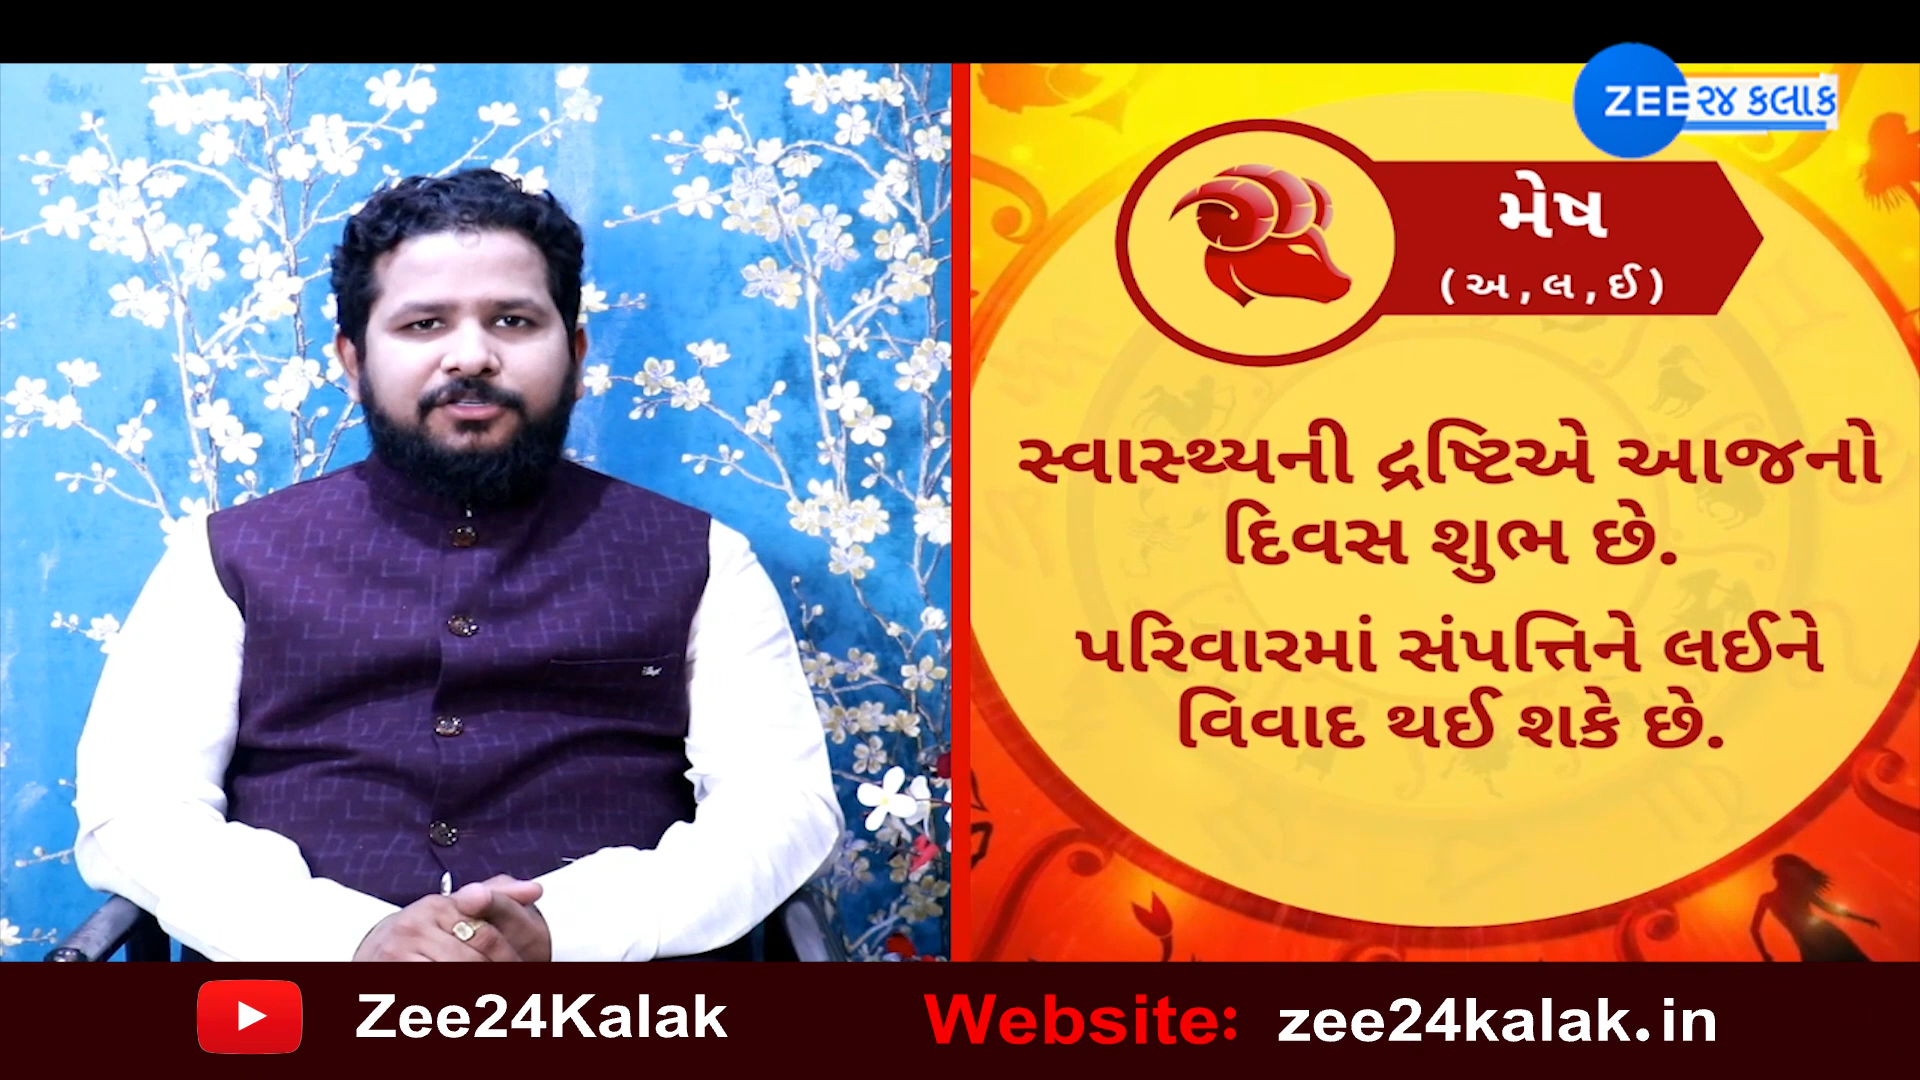 ZEE ૨૪ કલાક
મેષ
( અ , લ , ઈ )
સ્વાસ્થ્યની દ્રષ્ટિએ આજનો
દિવસ શુભ છે.
પરિવારમાં સંપત્તિને લઈને
વિવાદ થઈ શકે છે.
Zee24Kalak
Website: zee24kalak.in